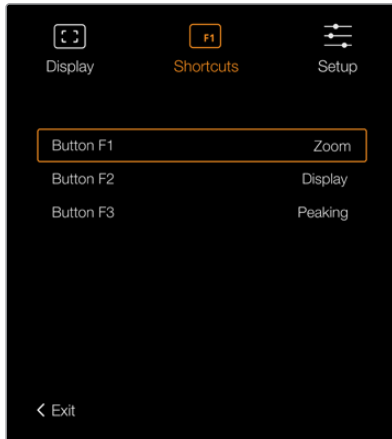 F1
Display Shortcuts Setup
Button F1 Zoom
Button F2 Display
Button F3 Peaking
< Exit